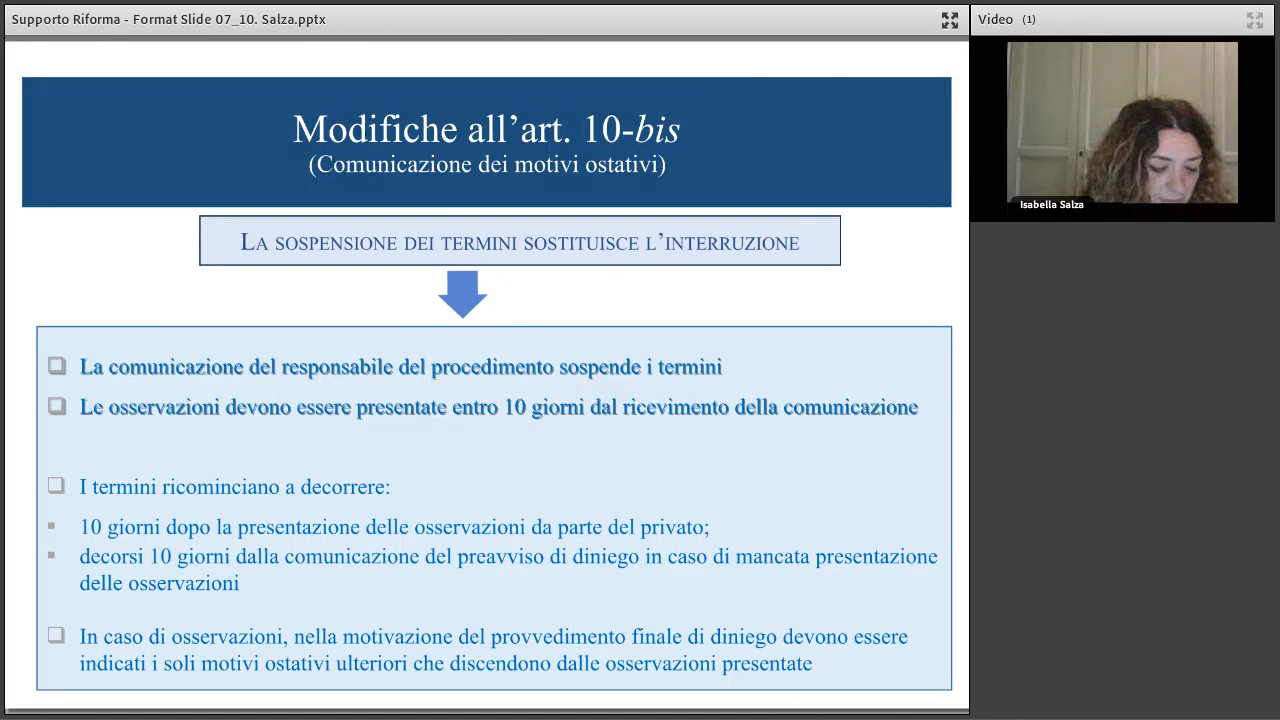 Supporto Riforma - Format Slide 07_10. Salza.pptx
Video (1)
Modifiche all’art. 10-bis
(Comunicazione dei motivi ostativi)
Isabella Salza
La sospensione dei termini sostituisce l’interruzione
La comunicazione del responsabile del procedimento sospende i termini
Le osservazioni devono essere presentate entro 10 giorni dal ricevimento della comunicazione
I termini ricominciano a decorrere:
10 giorni dopo la presentazione delle osservazioni da parte del privato;
decorsi 10 giorni dalla comunicazione del preavviso di diniego in caso di mancata presentazione
delle osservazioni
In caso di osservazioni, nella motivazione del provvedimento finale di diniego devono essere
indicati i soli motivi ostativi ulteriori che discendono dalle osservazioni presentate